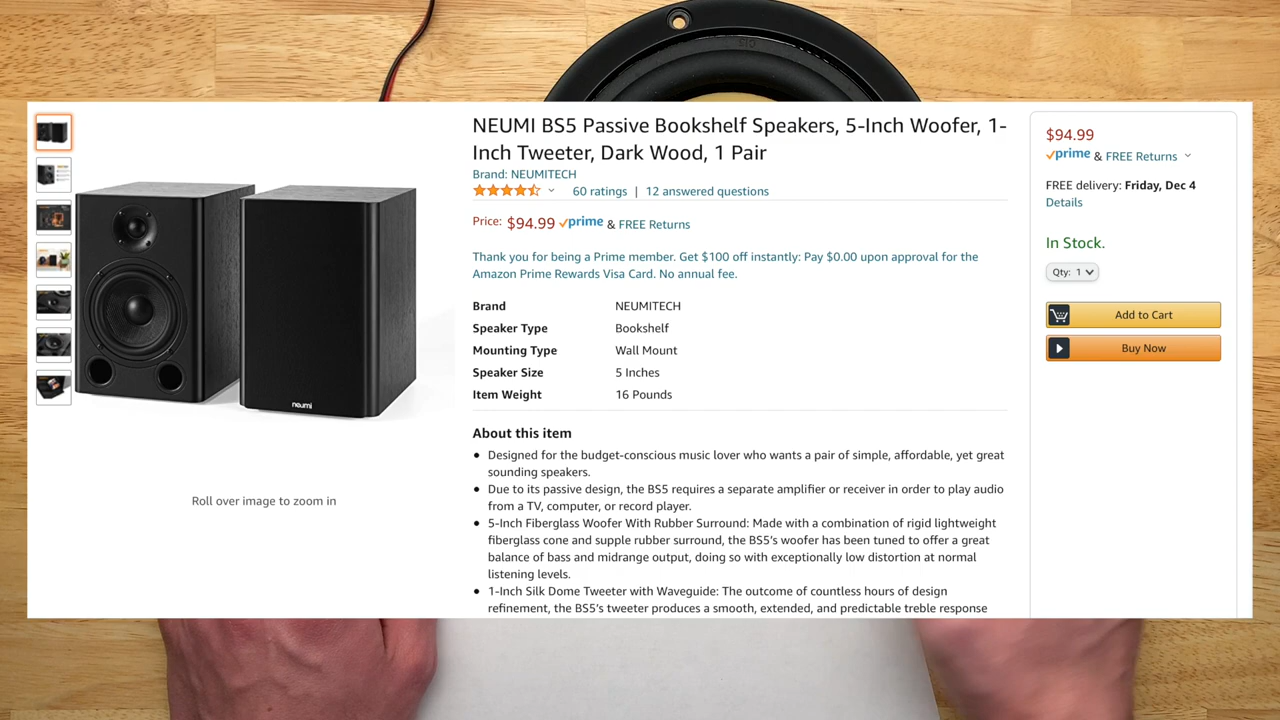 NEUMI BS5 Passive Bookshelf Speakers, 5-Inch Woofer, 1-
Inch Tweeter, Dark Wood, 1 Pair
Brand: NEUMITECH
60 ratings | 12 answered questions
Price: $94.99 prime & FREE Returns
Thank you for being a Prime member. Get $100 off instantly: Pay $0.00 upon approval for the
Amazon Prime Rewards Visa Card. No annual fee.
Brand NEUMITECH
Speaker Type Bookshelf
Mounting Type Wall Mount
Speaker Size 5 Inches
Item Weight 16 Pounds
About this item
• Designed for the budget-conscious music lover who wants a pair of simple, affordable, yet great
sounding speakers.
• Due to its passive design, the BS5 requires a separate amplifier or receiver in order to play audio
from a TV, computer, or record player.
• 5-Inch Fiberglass Woofer With Rubber Surround: Made with a combination of rigid lightweight
fiberglass cone and supple rubber surround, the BS5's woofer has been tuned to offer a great
balance of bass and midrange output, doing so with exceptionally low distortion at normal
listening levels.
• 1-Inch Silk Dome Tweeter with Waveguide: The outcome of countless hours of design
refinement, the BS5's tweeter produces a smooth, extended, and predictable treble response
neumi
Roll over image to zoom in
$94.99
prime & FREE Returns
FREE delivery: Friday, Dec 4
Details
In Stock.
Qty: 1
Add to Cart
Buy Now